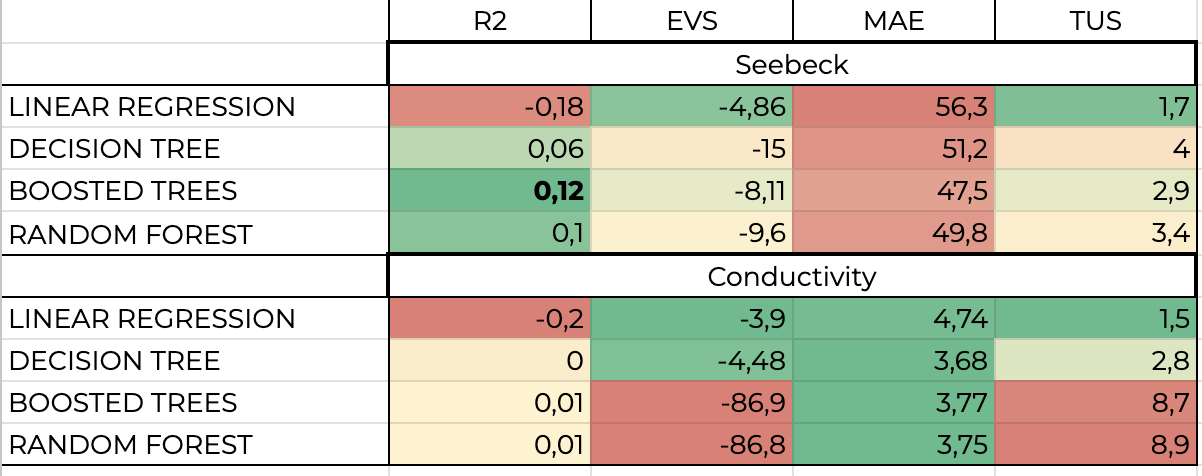 R2 EVS MAE TUS
Seebeck
LINEAR REGRESSION -0,18 -4,86 56,3 1,7
DECISION TREE 0,06 -15 51,2 4
BOOSTED TREES 0,12 -8,11 47,5 2,9
RANDOM FOREST 0,1 -9,6 49,8 3,4
Conductivity
LINEAR REGRESSION -0,2 -3,9 4,74 1,5
DECISION TREE 0 -4,48 3,68 2,8
BOOSTED TREES 0,01 -86,9 3,77 8,7
RANDOM FOREST 0,01 -86,8 3,75 8,9